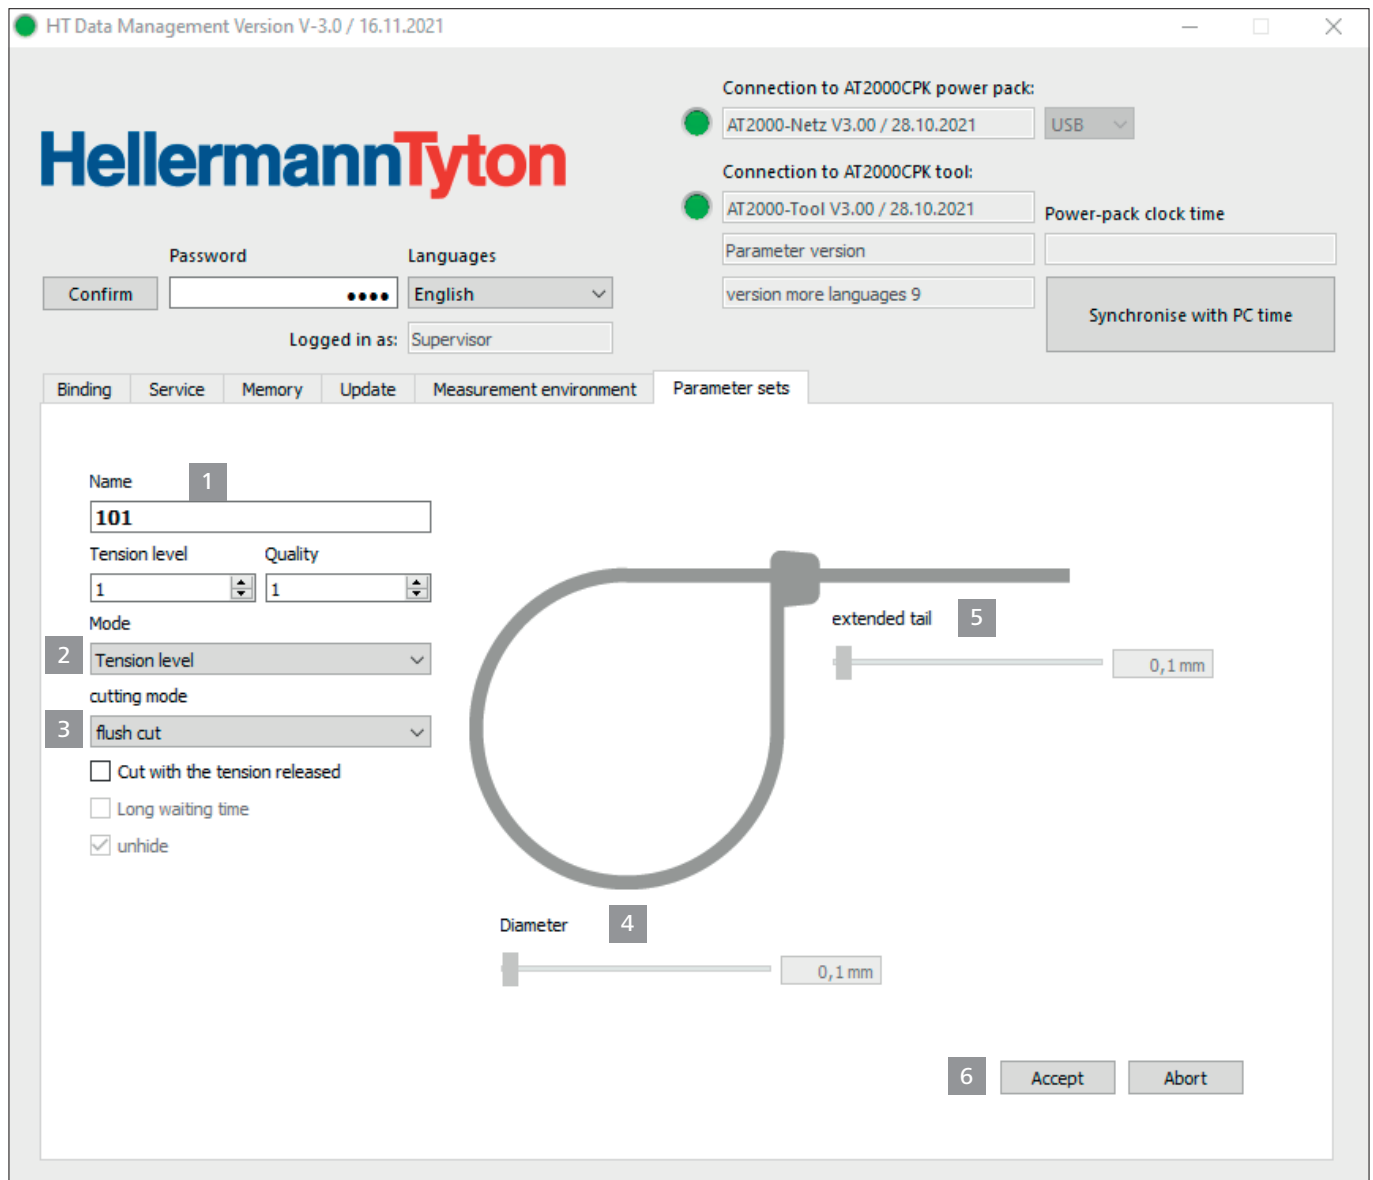 HT Data Management Version V-3.0 / 16.11.2021
Connection to AT2000CPK power pack:
AT2000-Netz V3.00 / 28.10.2021
USB
HellermannTyton
Connection to AT2000CPK tool:
AT2000-Tool V3.00 / 28.10.2021
Power-pack clock time
Password
Languages
Parameter version
Confirm
●●●●
English
version more languages 9
Synchronise with PC time
Logged in as:
Supervisor
Binding
Service
Memory
Update
Measurement environment
Parameter sets
Name
1
101
Tension level
Quality
1
1
Mode
2
Tension level
cutting mode
3
flush cut
Cut with the tension released
Long waiting time
unhide
extended tail
5
0,1 mm
Diameter
4
0,1 mm
6
Accept
Abort